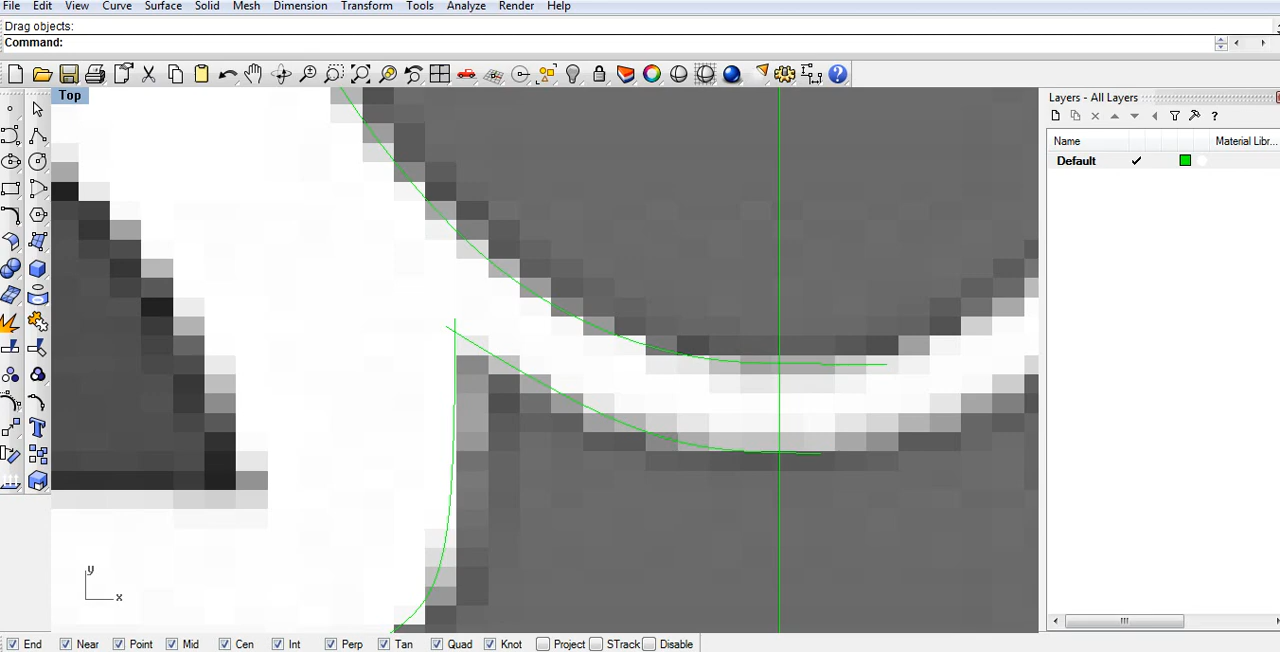 File Edit View Curve Surface Solid Mesh Dimension Transform Tools Analyze Render Help
Drag objects:
Command:
Top
Layers - All Layers
?
Name Material Libr...
Default
y
x
End Near Point Mid Cen Int Perp Tan Quad Knot Project STrack Disable